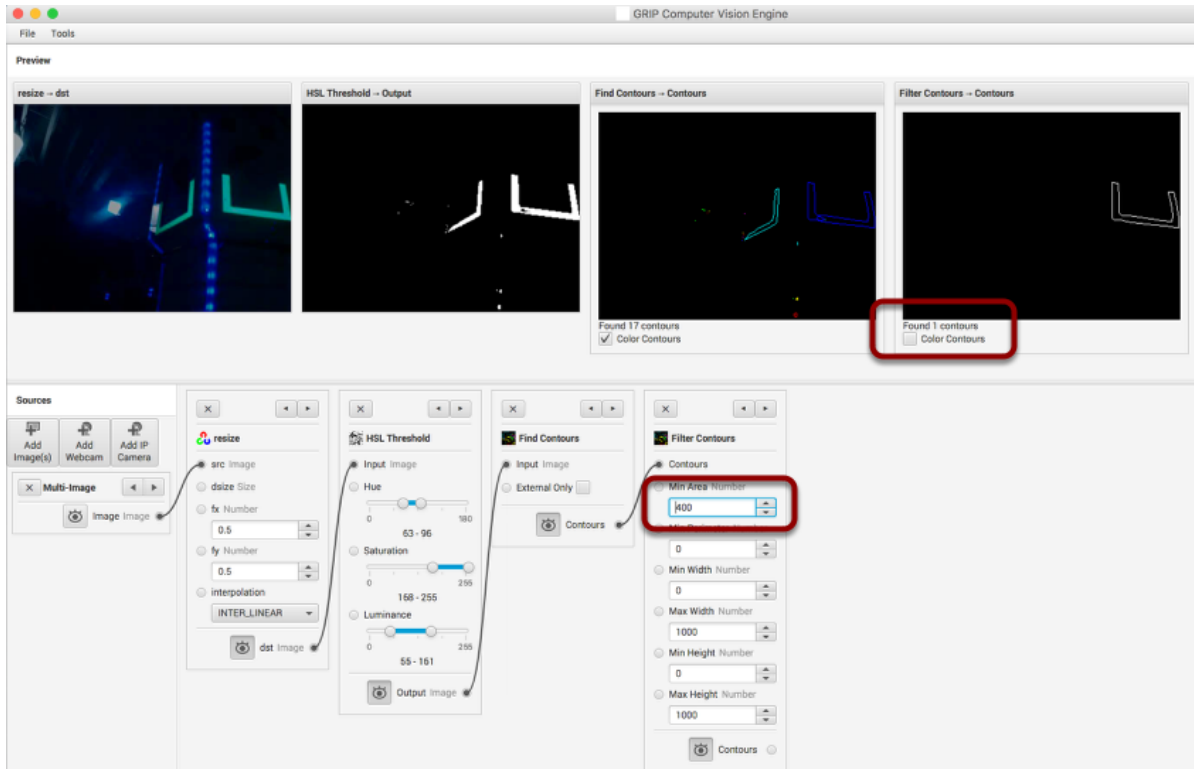 GRIP Computer Vision Engine
File Tools
Preview
resize → dst
HSL Threshold → Output
Find Contours → Contours
Filter Contours → Contours
Found 17 contours
Color Contours
Found 1 contours
Color Contours
Sources
Add Image(s)
Add Webcam
Add IP Camera
Multi-Image
Image Image
resize
src Image
dsize Size
fx Number
0.5
fy Number
0.5
interpolation
INTER_LINEAR
dst Image
HSL Threshold
Input Image
Hue
0 180
63 - 96
Saturation
0 255
168 - 255
Luminance
0 255
55 - 161
Output Image
Find Contours
Input Image
External Only
Contours
Filter Contours
Contours
Min Area Number
400
0
Min Width Number
0
Max Width Number
1000
Min Height Number
0
Max Height Number
1000
Contours